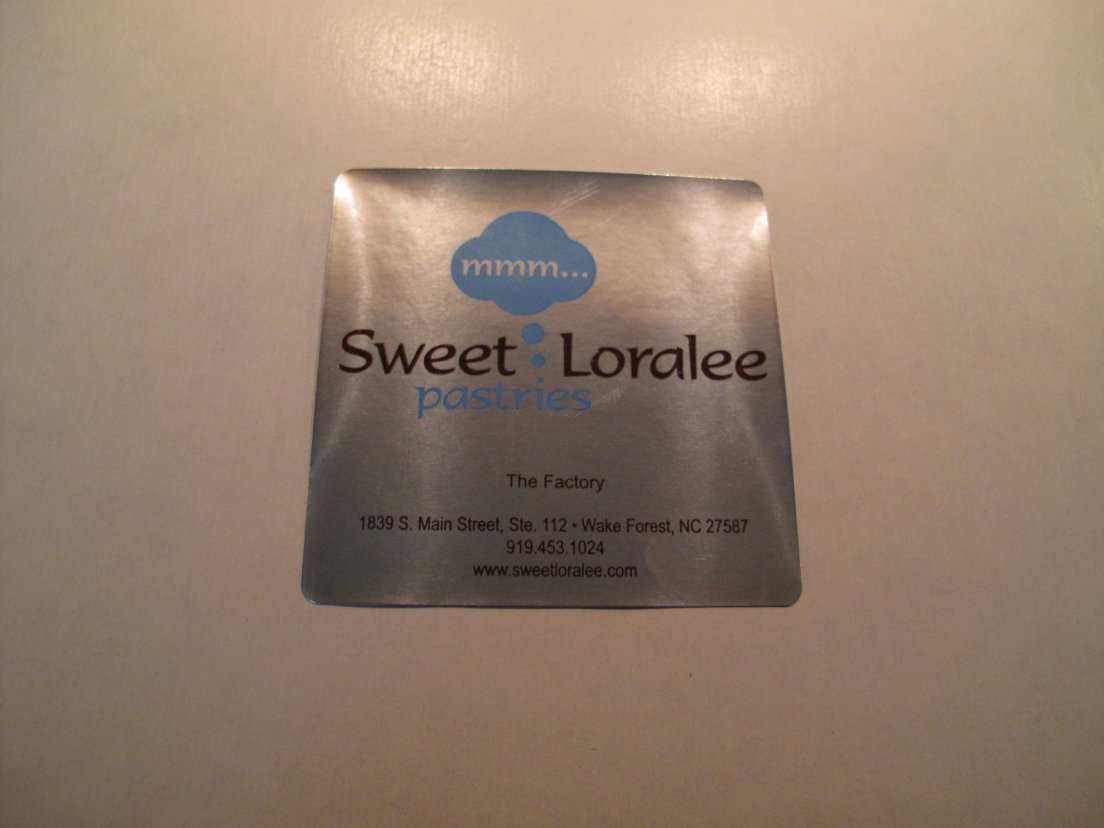 mmm...
Sweet Loralee
pastries
The Factory
1839 S. Main Street, Ste. 112 • Wake Forest, NC 27587
919.453.1024
www.sweetloralee.com